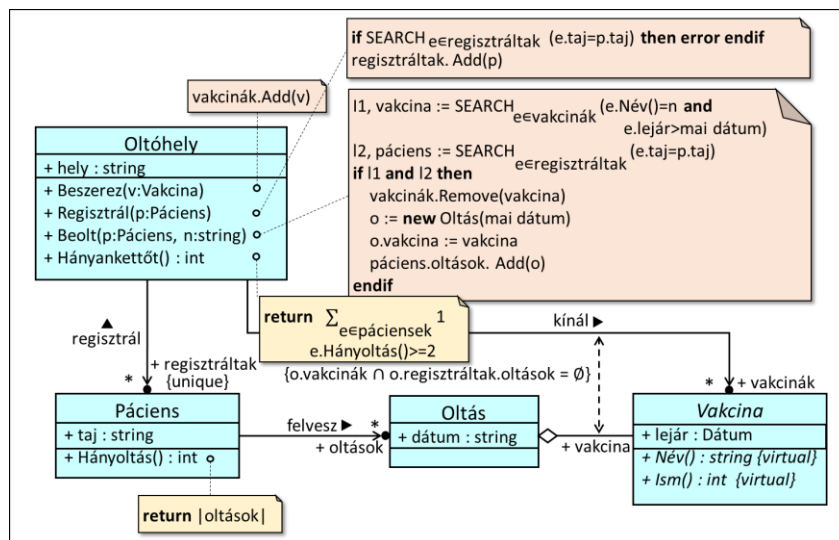 if SEARCH e∈regisztráltak (e.taj=p.taj) then error endif
regisztráltak. Add(p)
vakcinák.Add(v)
l1, vakcina := SEARCH e∈vakcinák (e.Név()=n and
e.lejár>mai dátum)
l2, páciens := SEARCH e∈regisztráltak (e.taj=p.taj)
if l1 and l2 then
vakcinák.Remove(vakcina)
o := new Oltás(mai dátum)
o.vakcina := vakcina
páciens.oltások. Add(o)
endif
Oltóhely
+ hely : string
+ Beszerez(v:Vakcina)
+ Regisztrál(p:Páciens)
+ Beolt(p:Páciens, n:string)
+ Hányankettőt() : int
return ∑ e∈páciensek 1
e.Hányoltás()>=2
▲
regisztrál
kínál ▶
* + regisztráltak
{unique}
{o.vakcinák ∩ o.regisztráltak.oltások = ∅}
* + vakcinák
Páciens
+ taj : string
+ Hányoltás() : int
felvesz ▶ *
+ oltások
Oltás
+ dátum : string
+ vakcina
Vakcina
+ lejár : Dátum
+ Név() : string {virtual}
+ Ism() : int {virtual}
return |oltások|